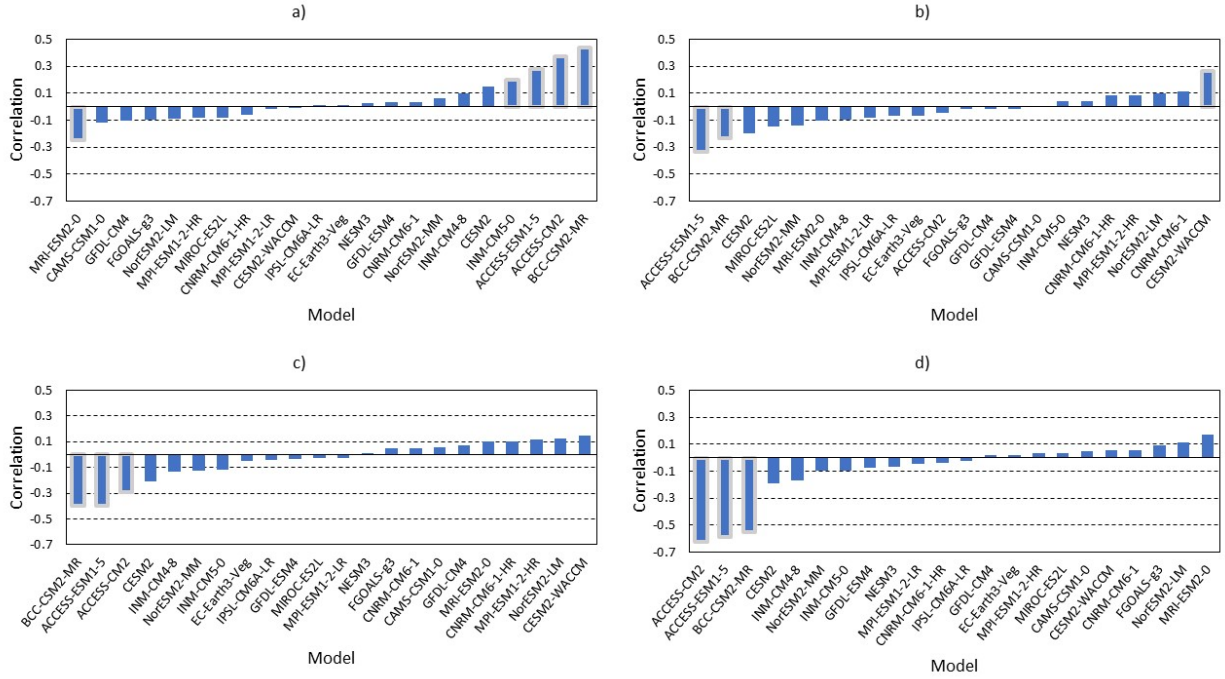 a)
0.5
0.3
0.1
-0.1
-0.3
-0.5
-0.7
Correlation
MRI-ESM2-0
CAMS-CSM1-0
GFDL-CM4
FGOALS-g3
NorESM2-LM
MPI-ESM1-2-HR
MIROC-ES2L
CNRM-CM6-1-HR
MPI-ESM1-2-LR
CESM2-WACCM
IPSL-CM6A-LR
EC-Earth3-Veg
NESM3
GFDL-ESM4
CNRM-CM6-1
NorESM2-MM
INM-CM4-8
CESM2
INM-CM5-0
ACCESS-ESM1-5
ACCESS-CM2
BCC-CSM2-MR
Model
b)
0.5
0.3
0.1
-0.1
-0.3
-0.5
-0.7
Correlation
ACCESS-ESM1-5
BCC-CSM2-MR
CESM2
MIROC-ES2L
NorESM2-MM
MRI-ESM2-0
INM-CM4-8
MPI-ESM1-2-LR
IPSL-CM6A-LR
EC-Earth3-Veg
ACCESS-CM2
FGOALS-g3
GFDL-CM4
GFDL-ESM4
CAMS-CSM1-0
INM-CM5-0
NESM3
CNRM-CM6-1-HR
MPI-ESM1-2-HR
NorESM2-LM
CNRM-CM6-1
CESM2-WACCM
Model
c)
0.5
0.3
0.1
-0.1
-0.3
-0.5
-0.7
Correlation
BCC-CSM2-MR
ACCESS-ESM1-5
ACCESS-CM2
CESM2
INM-CM4-8
NorESM2-MM
INM-CM5-0
EC-Earth3-Veg
IPSL-CM6A-LR
GFDL-ESM4
MIROC-ES2L
MPI-ESM1-2-LR
NESM3
FGOALS-g3
CNRM-CM6-1
CAMS-CSM1-0
GFDL-CM4
MRI-ESM2-0
CNRM-CM6-1-HR
MPI-ESM1-2-HR
NorESM2-LM
CESM2-WACCM
Model
d)
0.5
0.3
0.1
-0.1
-0.3
-0.5
-0.7
Correlation
ACCESS-CM2
ACCESS-ESM1-5
BCC-CSM2-MR
CESM2
INM-CM4-8
NorESM2-MM
INM-CM5-0
GFDL-ESM4
NESM3
MPI-ESM1-2-LR
CNRM-CM6-1-HR
IPSL-CM6A-LR
GFDL-CM4
EC-Earth3-Veg
MPI-ESM1-2-HR
MIROC-ES2L
CAMS-CSM1-0
CESM2-WACCM
CNRM-CM6-1
FGOALS-g3
NorESM2-LM
MRI-ESM2-0
Model